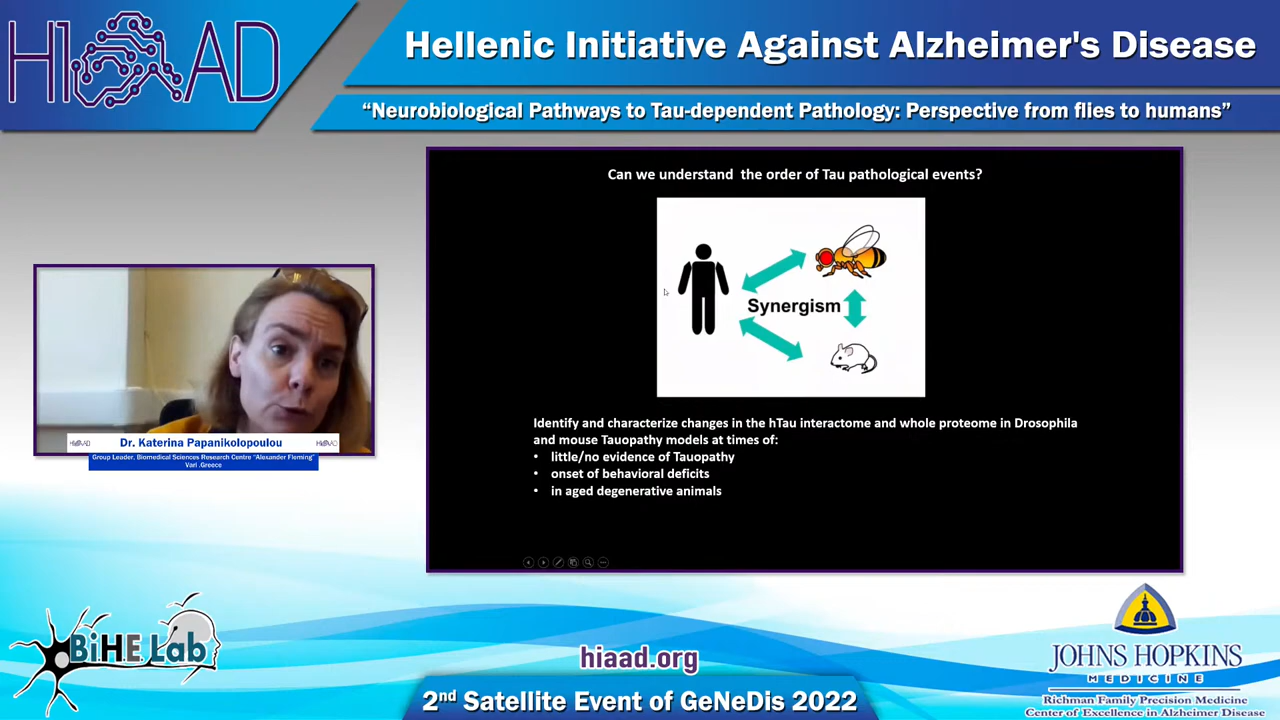 HIAAD
Hellenic Initiative Against Alzheimer's Disease
“Neurobiological Pathways to Tau-dependent Pathology: Perspective from flies to humans”
Can we understand the order of Tau pathological events?
Synergism
Identify and characterize changes in the hTau interactome and whole proteome in Drosophila
and mouse Tauopathy models at times of:
• little/no evidence of Tauopathy
• onset of behavioral deficits
• in aged degenerative animals
HIAAD
Dr. Katerina Papanikolopoulou
HIAAD
Group Leader, Biomedical Sciences Research Centre “Alexander Fleming”
Vari ,Greece
BiHE Lab
hiaad.org
2nd Satellite Event of GeNeDis 2022
JOHNS HOPKINS
MEDICINE
Richman Family Precision Medicine
Center of Excellence in Alzheimer Disease